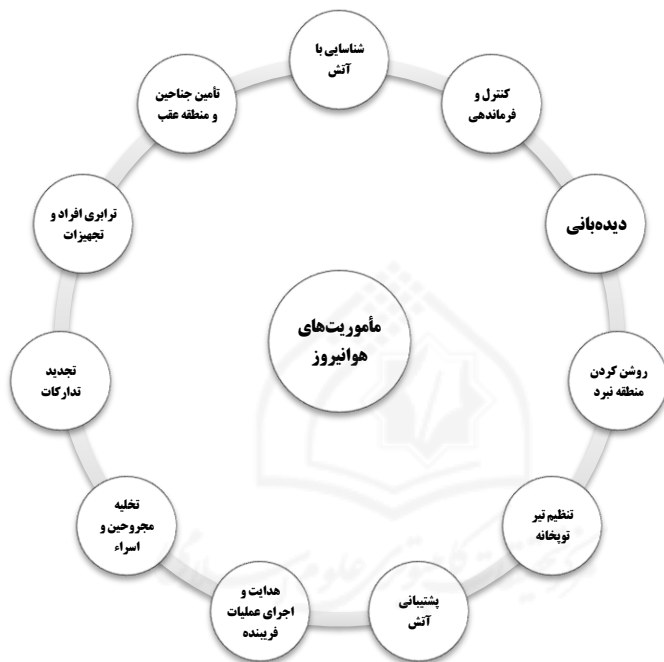 مأموریت‌های
هوانیروز
شناسایی با
آتش
کنترل و
فرماندهی
دیده‌بانی
روشن کردن
منطقه نبرد
تنظیم تیر
توپخانه
پشتیبانی
آتش
هدایت و
اجرای عملیات
فریبنده
تخلیه
مجروحین و
اسراء
تجدید
تدارکات
ترابری افراد و
تجهیزات
تأمین جناحین
و منطقه عقب